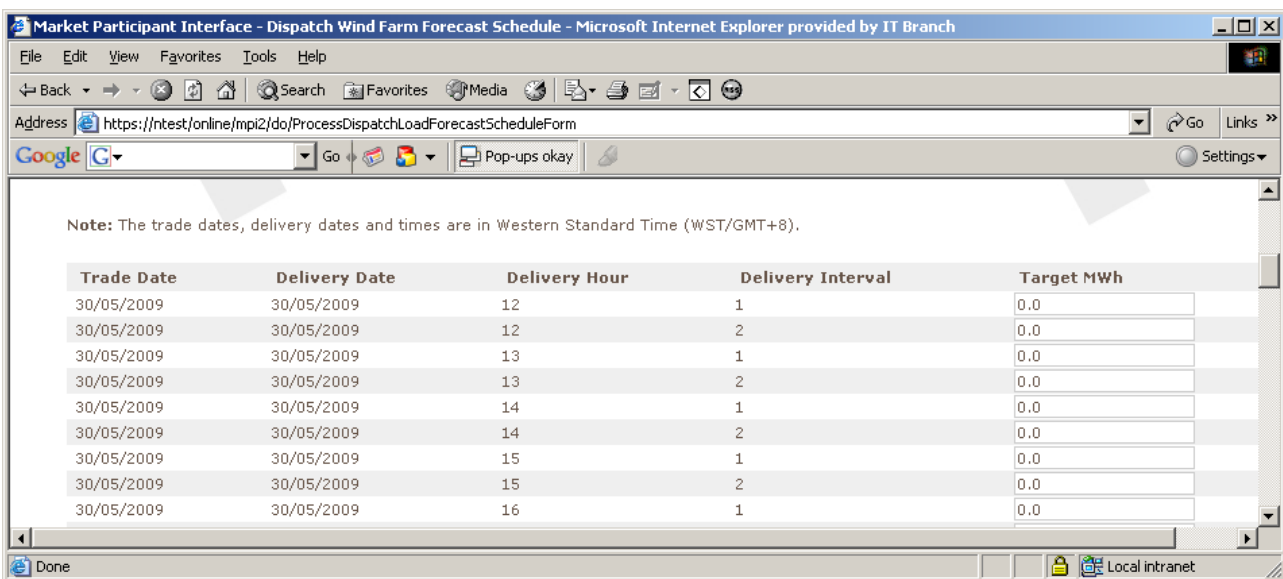 Market Participant Interface - Dispatch Wind Farm Forecast Schedule - Microsoft Internet Explorer provided by IT Branch
File Edit View Favorites Tools Help
Back Search Favorites Media
Address https://ntest/online/mpi2/do/ProcessDispatchLoadForecastScheduleForm Go Links »
Google G Go Pop-ups okay Settings
Note: The trade dates, delivery dates and times are in Western Standard Time (WST/GMT+8).
Trade Date Delivery Date Delivery Hour Delivery Interval Target MWh
30/05/2009 30/05/2009 12 1 0.0
30/05/2009 30/05/2009 12 2 0.0
30/05/2009 30/05/2009 13 1 0.0
30/05/2009 30/05/2009 13 2 0.0
30/05/2009 30/05/2009 14 1 0.0
30/05/2009 30/05/2009 14 2 0.0
30/05/2009 30/05/2009 15 1 0.0
30/05/2009 30/05/2009 15 2 0.0
30/05/2009 30/05/2009 16 1 0.0
Done Local intranet